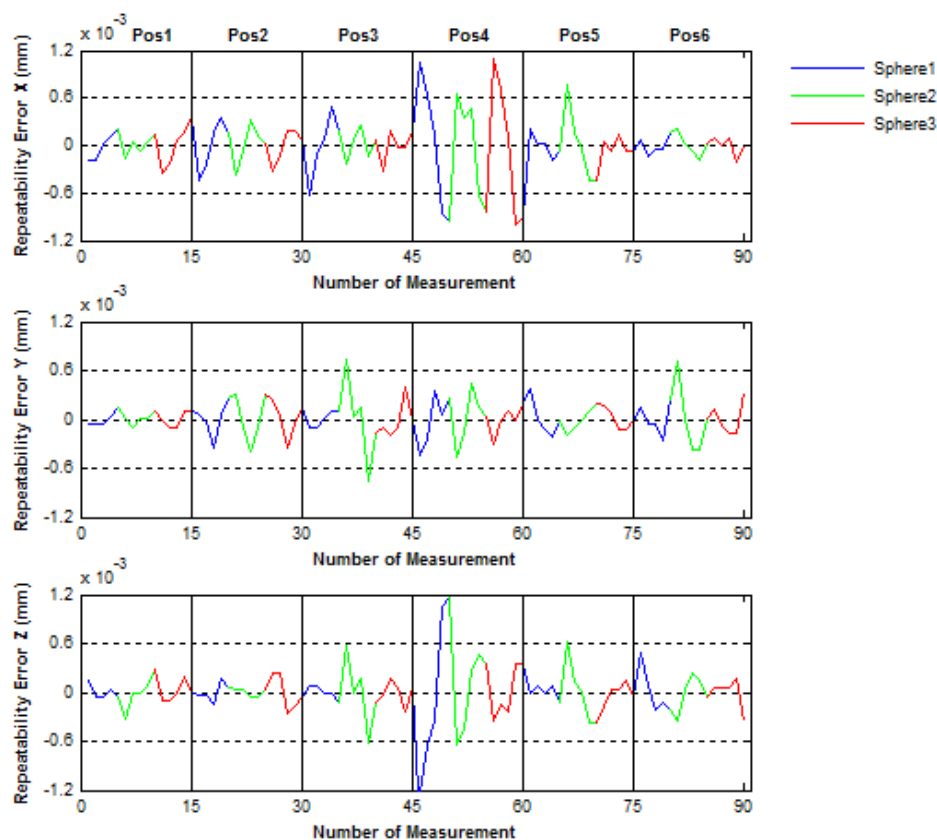 x 10^-3 Pos1 Pos2 Pos3 Pos4 Pos5 Pos6
1.2
0.6
0
-0.6
-1.2
Repeatability Error X (mm)
0 15 30 45 60 75 90
Number of Measurement
Sphere1
Sphere2
Sphere3
x 10^-3
1.2
0.6
0
-0.6
-1.2
Repeatability Error Y (mm)
0 15 30 45 60 75 90
Number of Measurement
x 10^-3
1.2
0.6
0
-0.6
-1.2
Repeatability Error Z (mm)
0 15 30 45 60 75 90
Number of Measurement